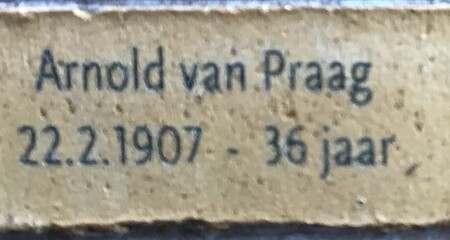 Arnold van Praag
22.2.1907 - 36 jaar